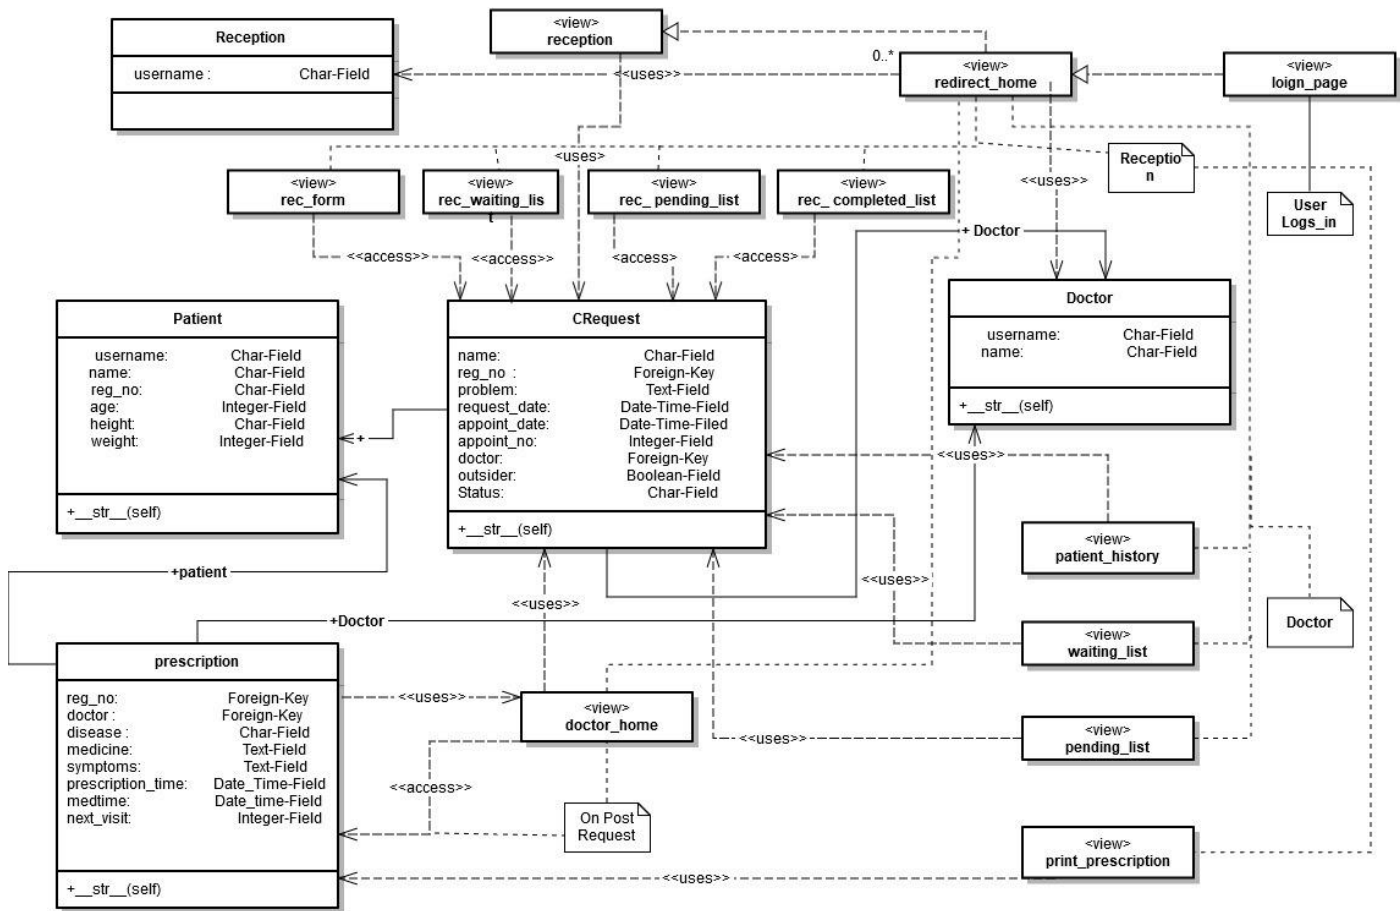 Reception
username : Char-Field
<view>
reception
0..*
<<uses>>
<view>
redirect_home
<view>
loign_page
<uses>
Receptio
n
<<uses>>
User
Logs_in
<view>
rec_form
<view>
rec_waiting_lis
t
<view>
rec_ pending_list
<view>
rec_ completed_list
+ Doctor
<<access>>
<<access>>
<access>
<access>
Patient
username: Char-Field
name: Char-Field
reg_no: Char-Field
age: Integer-Field
height: Char-Field
weight: Integer-Field
+__str__(self)
+
CRequest
name: Char-Field
reg_no : Foreign-Key
problem: Text-Field
request_date: Date-Time-Field
appoint_date: Date-Time-Filed
appoint_no: Integer-Field
doctor: Foreign-Key
outsider: Boolean-Field
Status: Char-Field
+__str__(self)
Doctor
username: Char-Field
name: Char-Field
+__str__(self)
<<uses>>
<view>
patient_history
+patient
<<uses>>
<<uses>>
+Doctor
Doctor
<view>
waiting_list
prescription
reg_no: Foreign-Key
doctor : Foreign-Key
disease : Char-Field
medicine: Text-Field
symptoms: Text-Field
prescription_time: Date_Time-Field
medtime: Date_time-Field
next_visit: Integer-Field
+__str__(self)
<<uses>>
<view>
doctor_home
<<uses>>
<view>
pending_list
<<access>>
On Post
Request
<view>
print_prescription
<<uses>>